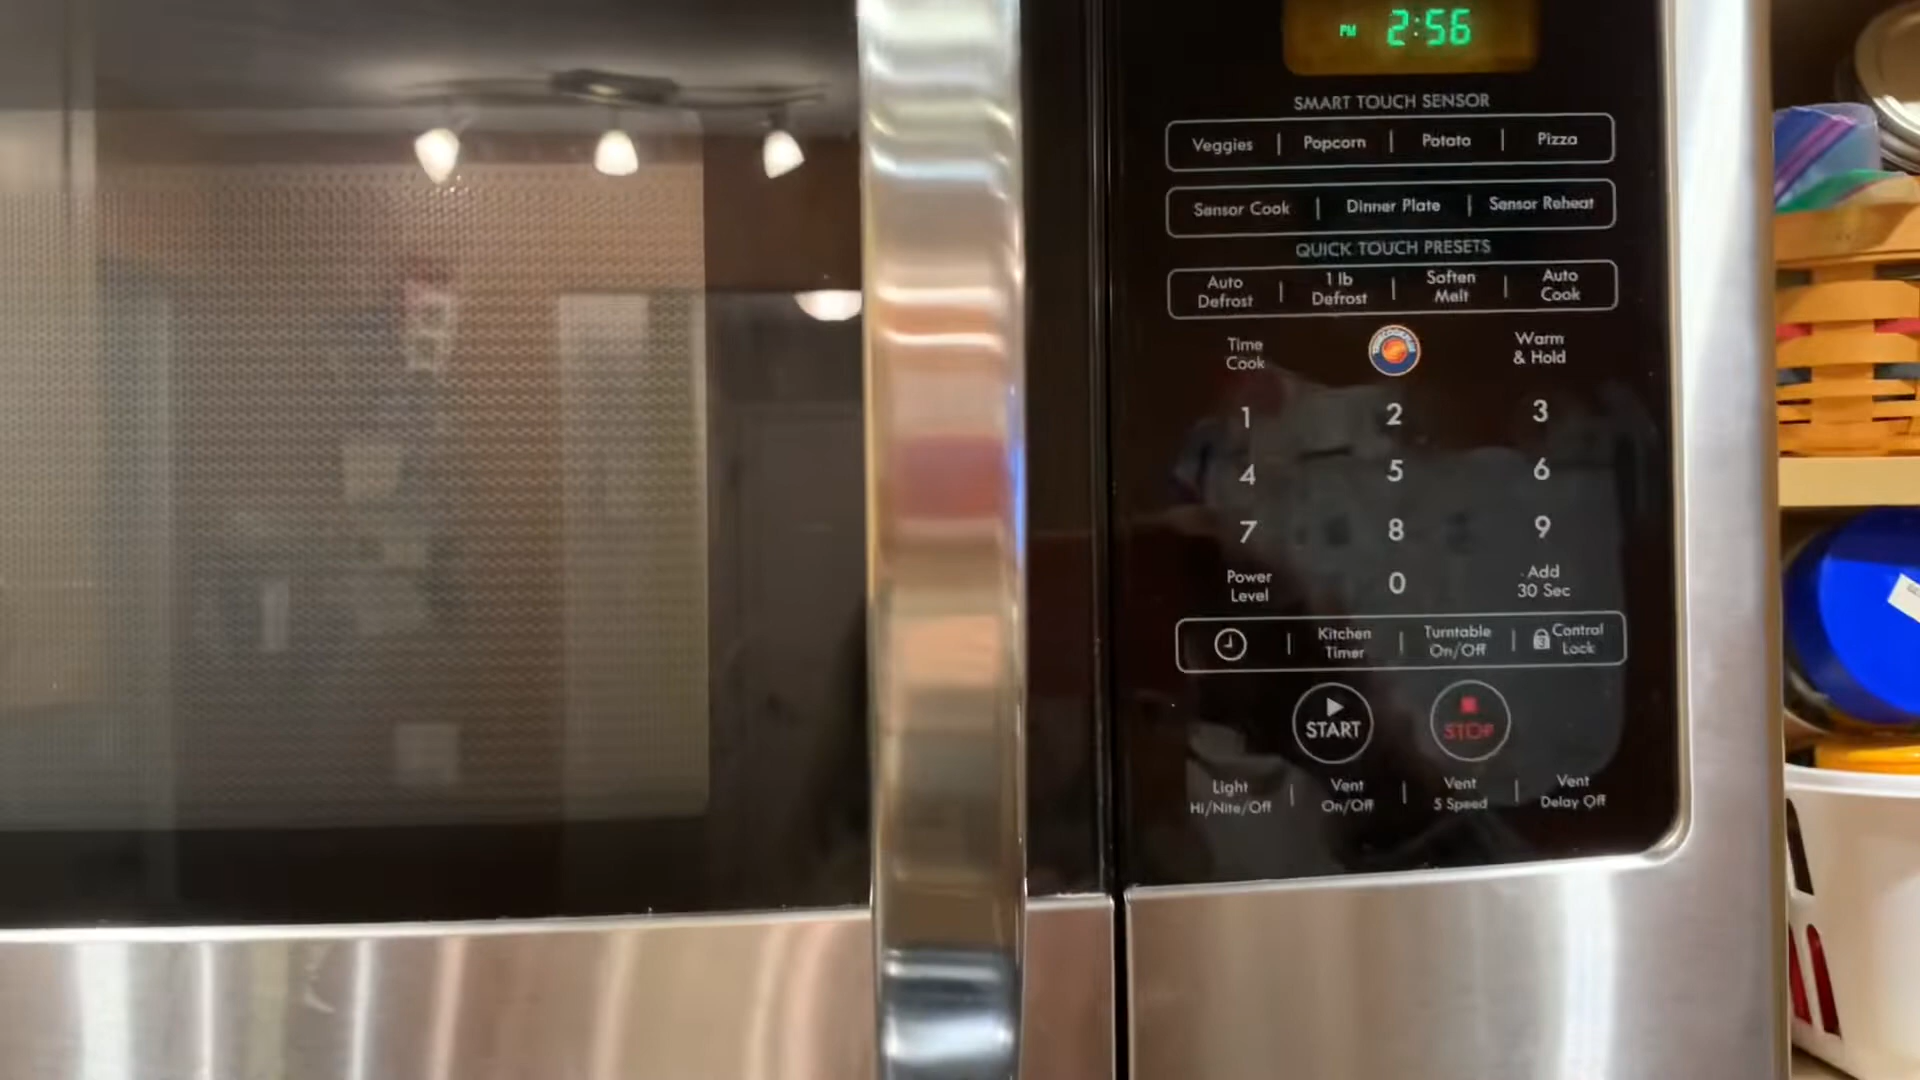 PM 2:56
SMART TOUCH SENSOR
Veggies | Popcorn | Potato | Pizza
Sensor Cook | Dinner Plate | Sensor Reheat
QUICK TOUCH PRESETS
Auto Defrost | 1 lb Defrost | Soften Melt | Auto Cook
Time Cook
Warm & Hold
1 2 3
4 5 6
7 8 9
Power Level 0 Add 30 Sec
Kitchen Timer | Turntable On/Off | Control Lock
START STOP
Light Hi/Nite/Off | Vent On/Off | Vent 5 Speed | Vent Delay Off